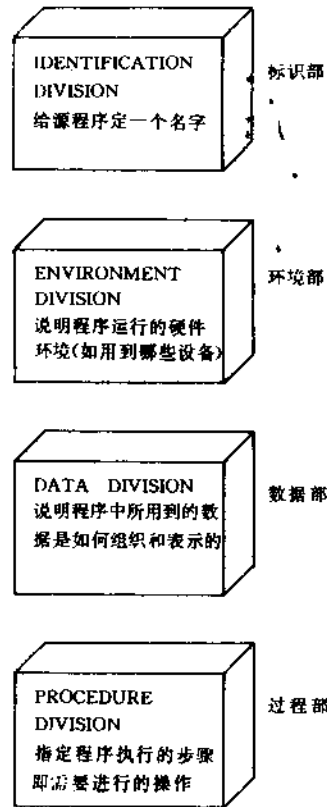 IDENTIFICATION
DIVISION
给源程序定一个名字
标识部
ENVIRONMENT
DIVISION
说明程序运行的硬件
环境(如用到哪些设备)
环境部
DATA DIVISION
说明程序中所用到的数
据是如何组织和表示的
数据部
PROCEDURE
DIVISION
指定程序执行的步骤
即需要进行的操作
过程部